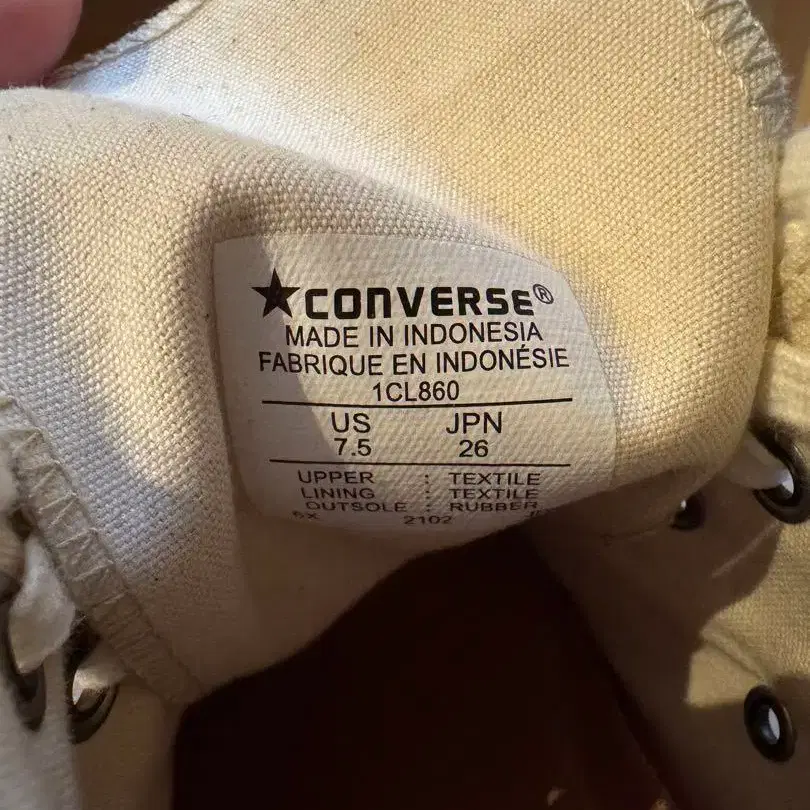 CONVERSE®
MADE IN INDONESIA
FABRIQUE EN INDONÉSIE
1CL860
US JPN
7.5 26
UPPER : TEXTILE
LINING : TEXTILE
OUTSOLE : RUBBER
2102